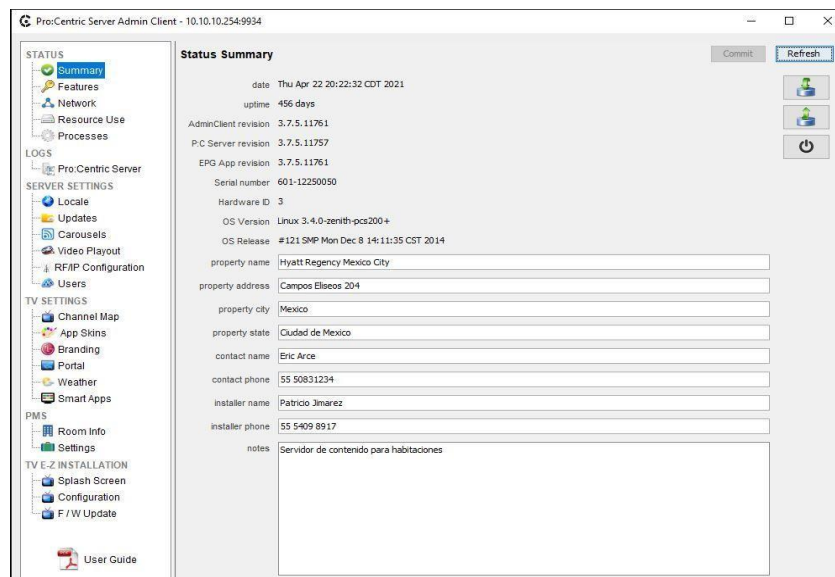 Pro:Centric Server Admin Client - 10.10.10.254:9934
STATUS
Summary
Features
Network
Resource Use
Processes
LOGS
Pro:Centric Server
SERVER SETTINGS
Locale
Updates
Carousels
Video Playout
RF/IP Configuration
Users
TV SETTINGS
Channel Map
App Skins
Branding
Portal
Weather
Smart Apps
PMS
Room Info
Settings
TV E-Z INSTALLATION
Splash Screen
Configuration
F / W Update
User Guide
Status Summary
Commit
Refresh
date Thu Apr 22 20:22:32 CDT 2021
uptime 456 days
AdminClient revision 3.7.5.11761
P:C Server revision 3.7.5.11757
EPG App revision 3.7.5.11761
Serial number 601-12250050
Hardware ID 3
OS Version Linux 3.4.0-zenith-pcs200+
OS Release #121 SMP Mon Dec 8 14:11:35 CST 2014
property name Hyatt Regency Mexico City
property address Campos Eliseos 204
property city Mexico
property state Ciudad de Mexico
contact name Eric Arce
contact phone 55 50831234
installer name Patricio Jimarez
installer phone 55 5409 8917
notes Servidor de contenido para habitaciones